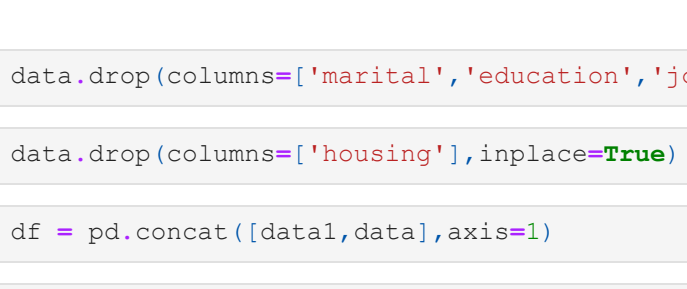 data.drop(columns=['marital','education','jo
data.drop(columns=['housing'],inplace=True)
df = pd.concat([data1,data],axis=1)